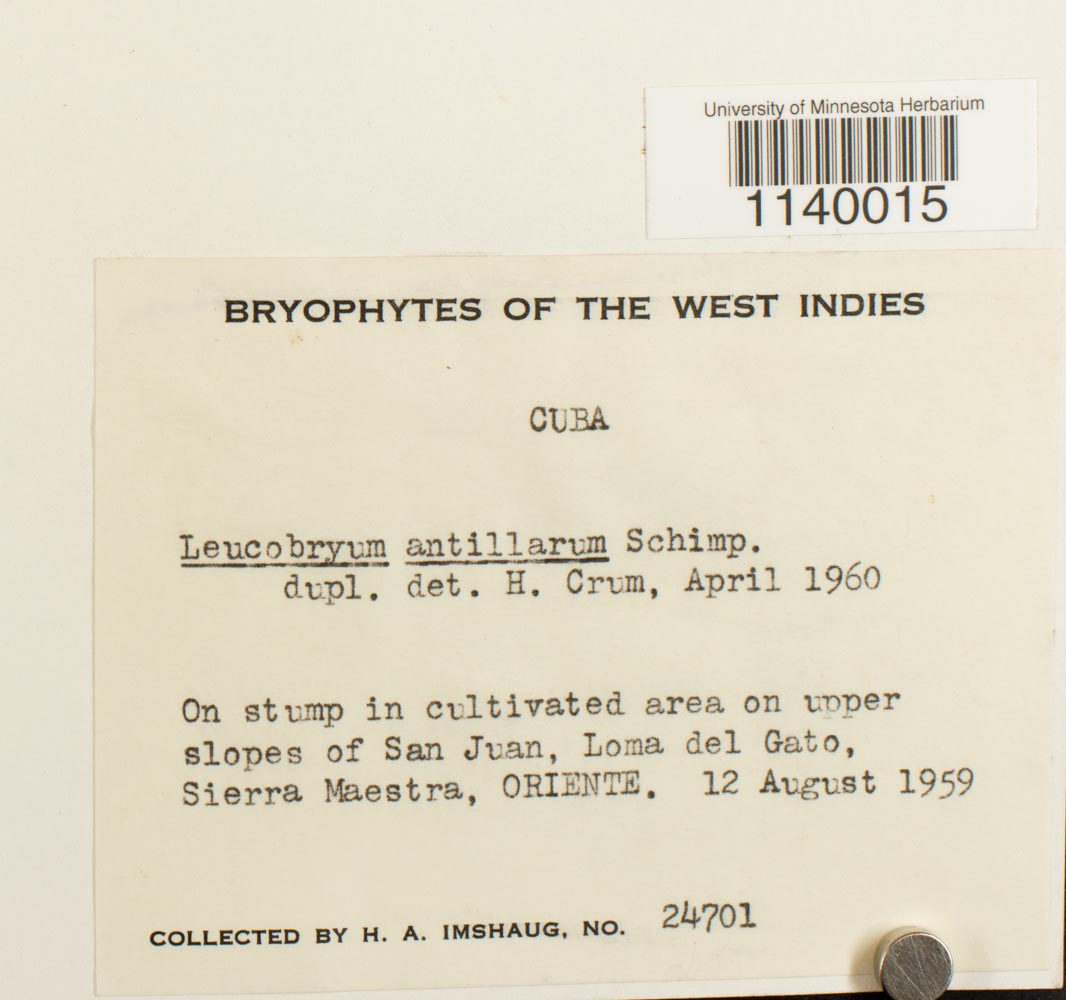 University of Minnesota Herbarium
1140015
BRYOPHYTES OF THE WEST INDIES
CUBA
Leucobryum antillarum Schimp.
dupl. det. H. Crum, April 1960
On stump in cultivated area on upper
slopes of San Juan, Loma del Gato,
Sierra Maestra, ORIENTE. 12 August 1959
COLLECTED BY H. A. IMSHAUG, NO. 24701